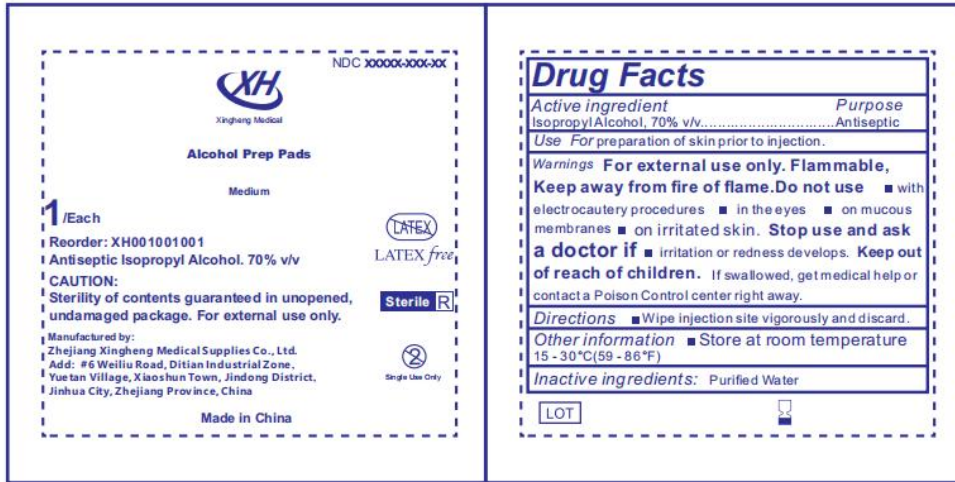 NDC XXXXX-XXX-XX
XH
Xingheng Medical
Alcohol Prep Pads
Medium
1/Each
Reorder: XH001001001
Antiseptic Isopropyl Alcohol. 70% v/v
LATEX
LATEX free
CAUTION:
Sterility of contents guaranteed in unopened,
undamaged package. For external use only.
Sterile R
Manufactured by:
Zhejiang Xingheng Medical Supplies Co., Ltd.
Add: #6 Weiliu Road, Ditian Industrial Zone,
Yuetan Village, Xiaoshun Town, Jindong District,
Jinhua City, Zhejiang Province, China
2
Single Use Only
Made in China
Drug Facts
Active ingredient Purpose
Isopropyl Alcohol, 70% v/v................................Antiseptic
Use For preparation of skin prior to injection.
Warnings For external use only. Flammable,
Keep away from fire of flame.Do not use ■ with
electrocautery procedures ■ in the eyes ■ on mucous
membranes ■ on irritated skin. Stop use and ask
a doctor if ■ irritation or redness develops. Keep out
of reach of children. If swallowed, get medical help or
contact a Poison Control center right away.
Directions ■ Wipe injection site vigorously and discard.
Other information ■ Store at room temperature
15 - 30°C(59 - 86°F)
Inactive ingredients: Purified Water
LOT